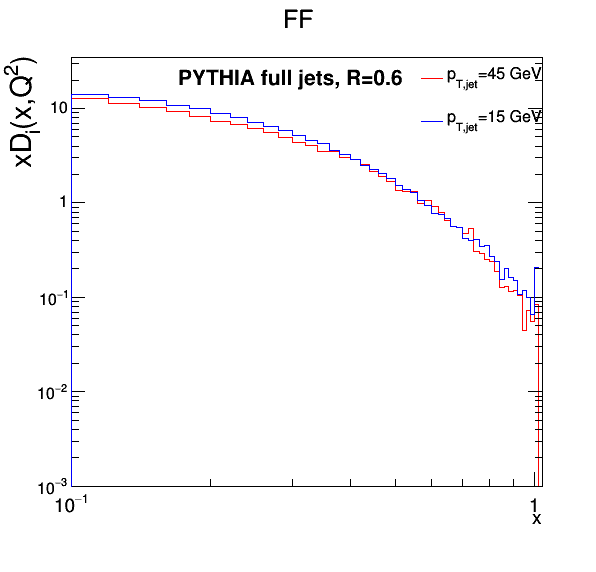 FF
xD_i(x,Q^2)
PYTHIA full jets, R=0.6
p_T,jet=45 GeV
p_T,jet=15 GeV
10
1
10^−1
10^−2
10^−3
10^−1
1
x